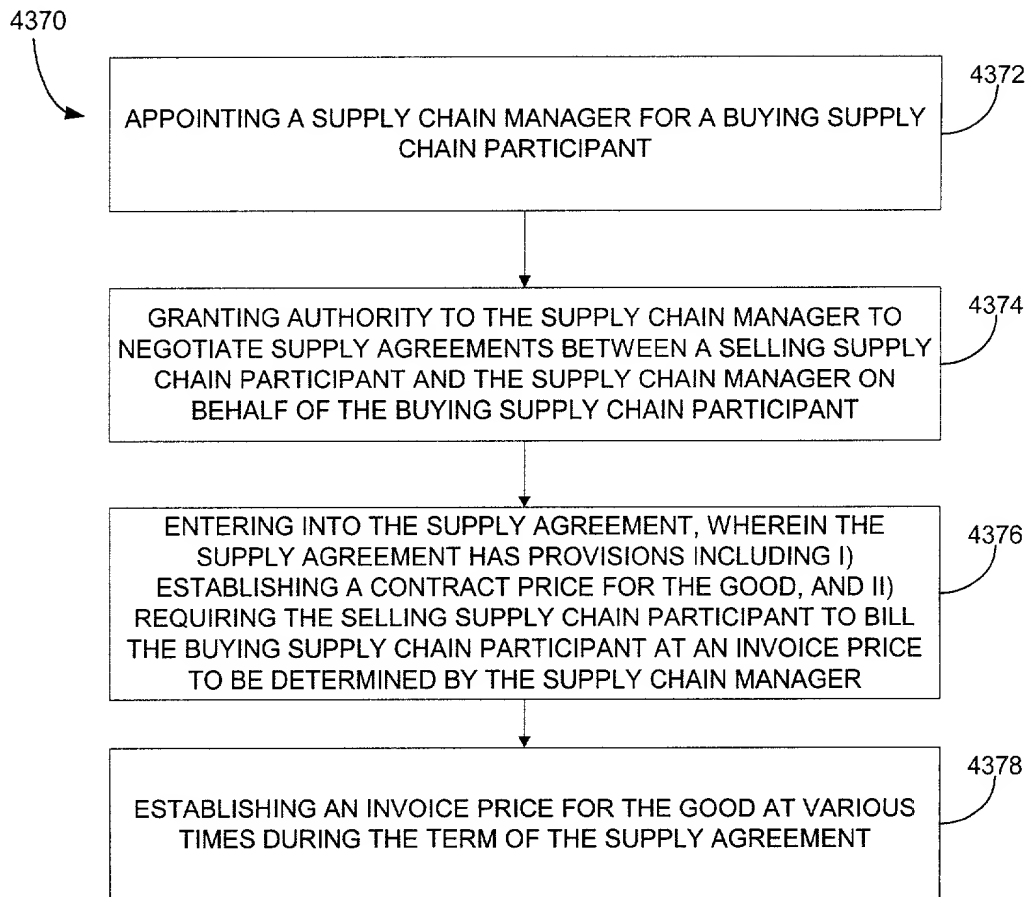 4370
4372
APPOINTING A SUPPLY CHAIN MANAGER FOR A BUYING SUPPLY
CHAIN PARTICIPANT
4374
GRANTING AUTHORITY TO THE SUPPLY CHAIN MANAGER TO
NEGOTIATE SUPPLY AGREEMENTS BETWEEN A SELLING SUPPLY
CHAIN PARTICIPANT AND THE SUPPLY CHAIN MANAGER ON
BEHALF OF THE BUYING SUPPLY CHAIN PARTICIPANT
4376
ENTERING INTO THE SUPPLY AGREEMENT, WHEREIN THE
SUPPLY AGREEMENT HAS PROVISIONS INCLUDING I)
ESTABLISHING A CONTRACT PRICE FOR THE GOOD, AND II)
REQUIRING THE SELLING SUPPLY CHAIN PARTICIPANT TO BILL
THE BUYING SUPPLY CHAIN PARTICIPANT AT AN INVOICE PRICE
TO BE DETERMINED BY THE SUPPLY CHAIN MANAGER
4378
ESTABLISHING AN INVOICE PRICE FOR THE GOOD AT VARIOUS
TIMES DURING THE TERM OF THE SUPPLY AGREEMENT